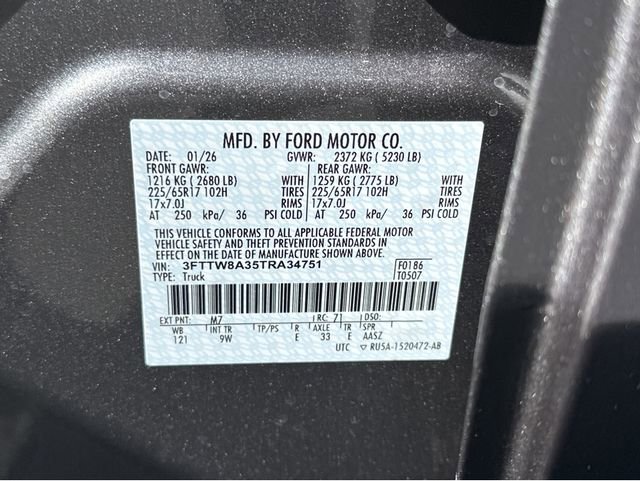 MFD. BY FORD MOTOR CO.
DATE: 01/26 GVWR: 2372 KG ( 5230 LB)
FRONT GAWR: REAR GAWR:
1216 KG ( 2680 LB) WITH 1259 KG ( 2775 LB) WITH
225/65R17 102H TIRES 225/65R17 102H TIRES
17x7.0J RIMS 17x7.0J RIMS
AT 250 kPa/ 36 PSI COLD AT 250 kPa/ 36 PSI COLD
THIS VEHICLE CONFORMS TO ALL APPLICABLE FEDERAL MOTOR
VEHICLE SAFETY AND THEFT PREVENTION STANDARDS IN EFFECT
ON THE DATE OF MANUFACTURE SHOWN ABOVE.
VIN: 3FTTW8A35TRA34751 F0186
TYPE: Truck T0507
EXT PNT: M7 RC: 71 DSO:
WB INT TR TP/PS R AXLE TR SPR
121 9W E 33 E AASZ
UTC ▽ RU5A-1520472-AB